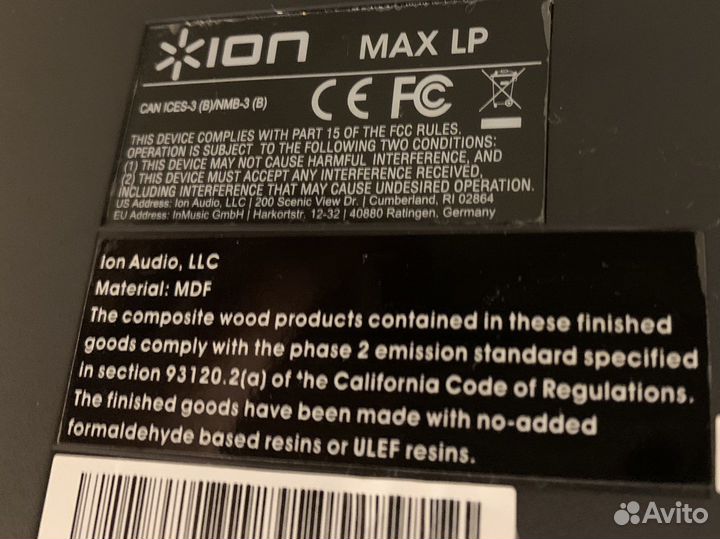 ION MAX LP
CAN ICES-3 (B)/NMB-3 (B)
CE FC
THIS DEVICE COMPLIES WITH PART 15 OF THE FCC RULES.
OPERATION IS SUBJECT TO THE FOLLOWING TWO CONDITIONS:
(1) THIS DEVICE MAY NOT CAUSE HARMFUL INTERFERENCE, AND
(2) THIS DEVICE MUST ACCEPT ANY INTERFERENCE RECEIVED,
INCLUDING INTERFERENCE THAT MAY CAUSE UNDESIRED OPERATION.
US Address: Ion Audio, LLC | 200 Scenic View Dr. | Cumberland, RI 02864
EU Address: InMusic GmbH | Harkortstr. 12-32 | 40880 Ratingen, Germany
Ion Audio, LLC
Material: MDF
The composite wood products contained in these finished
goods comply with the phase 2 emission standard specified
in section 93120.2(a) of the California Code of Regulations.
The finished goods have been made with no-added
formaldehyde based resins or ULEF resins.
Avito